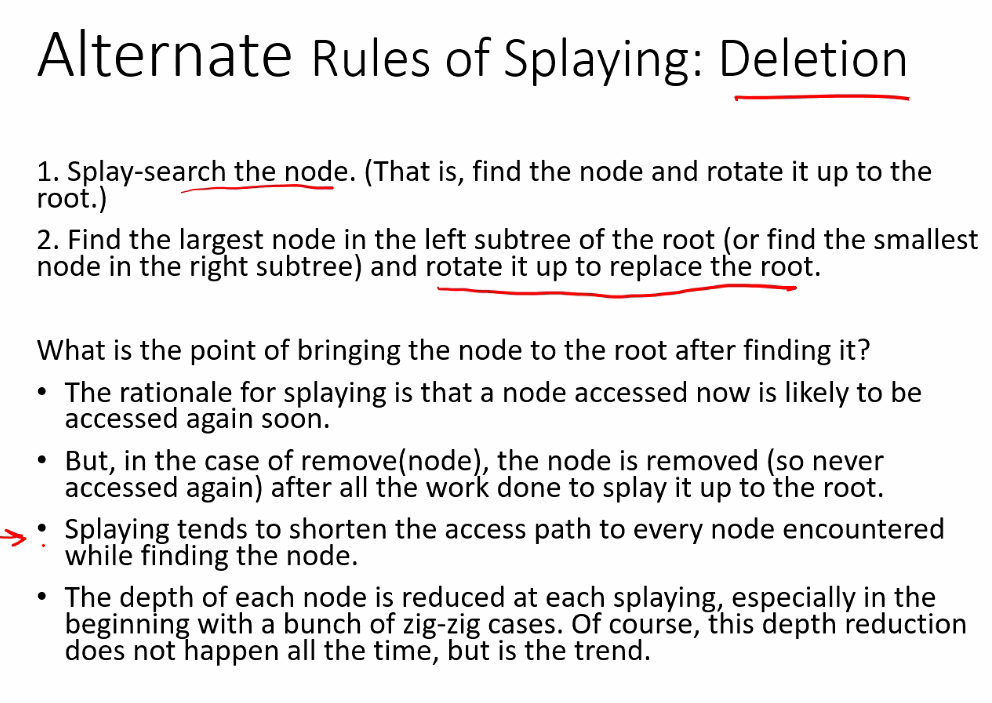 Alternate Rules of Splaying: Deletion
1. Splay-search the node. (That is, find the node and rotate it up to the
root.)
2. Find the largest node in the left subtree of the root (or find the smallest
node in the right subtree) and rotate it up to replace the root.
What is the point of bringing the node to the root after finding it?
• The rationale for splaying is that a node accessed now is likely to be
accessed again soon.
• But, in the case of remove(node), the node is removed (so never
accessed again) after all the work done to splay it up to the root.
• Splaying tends to shorten the access path to every node encountered
while finding the node.
• The depth of each node is reduced at each splaying, especially in the
beginning with a bunch of zig-zig cases. Of course, this depth reduction
does not happen all the time, but is the trend.